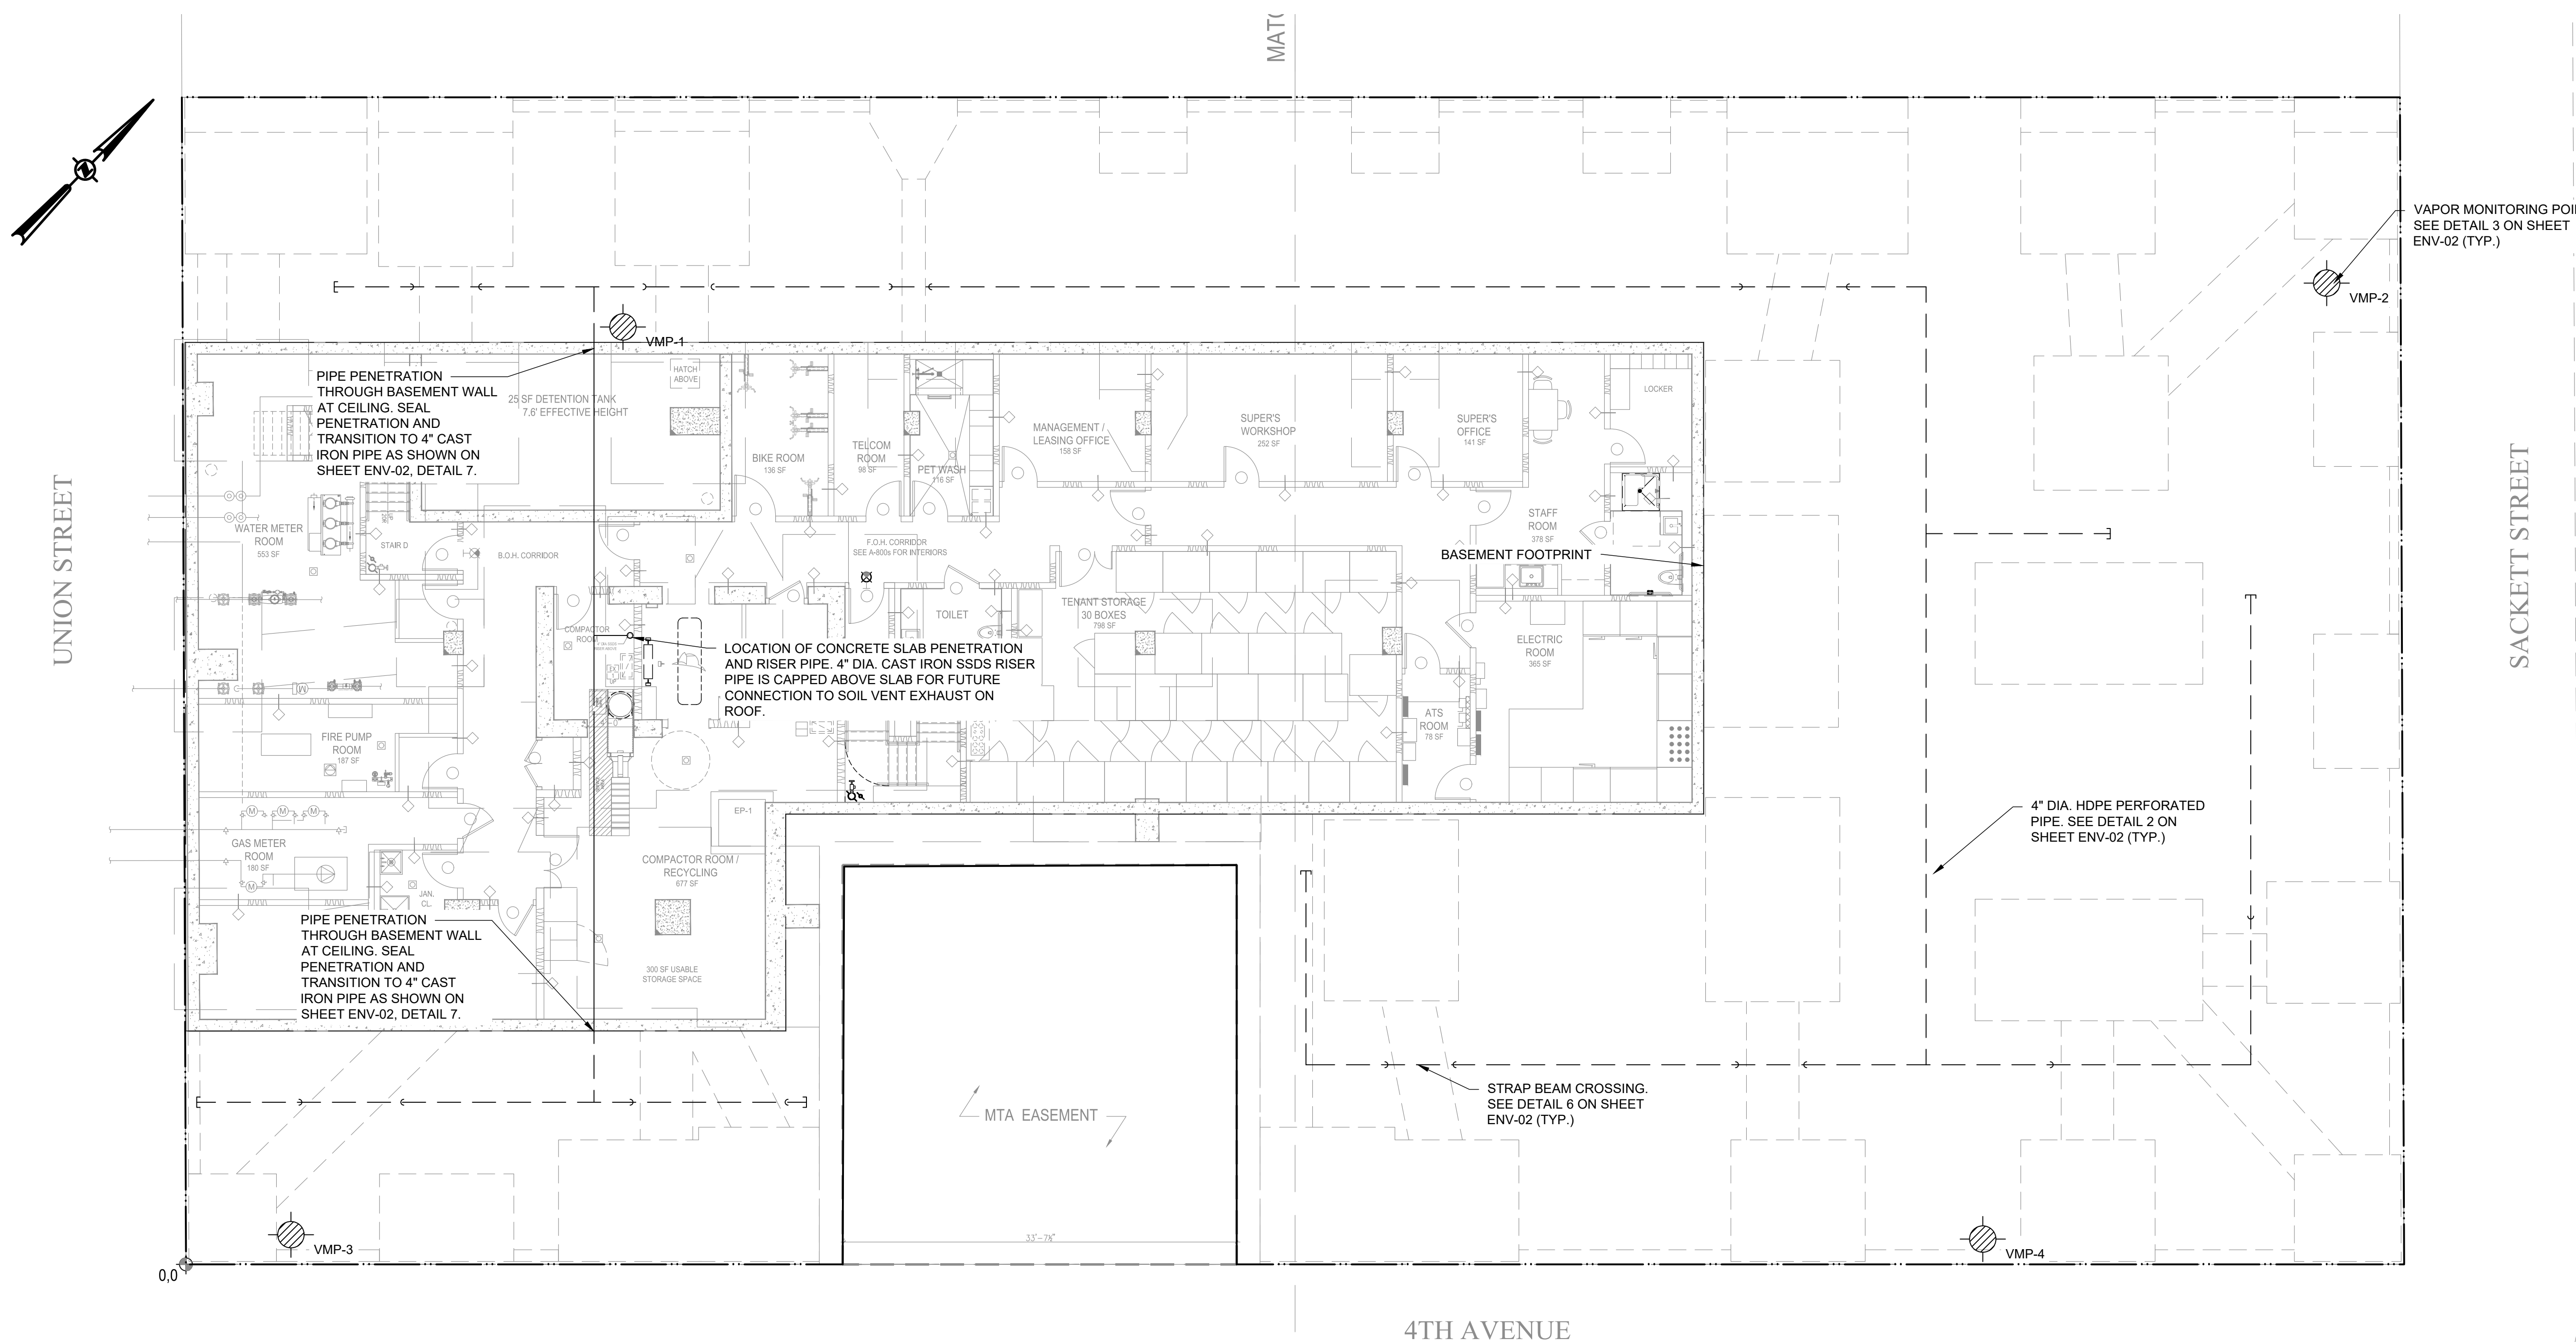 MATC
VAPOR MONITORING POI
SEE DETAIL 3 ON SHEET
ENV-02 (TYP.)
VMP-2
VMP-1
PIPE PENETRATION
THROUGH BASEMENT WALL
AT CEILING. SEAL
PENETRATION AND
TRANSITION TO 4" CAST
IRON PIPE AS SHOWN ON
SHEET ENV-02, DETAIL 7.
HATCH
ABOVE
25 SF DETENTION TANK
7.6' EFFECTIVE HEIGHT
BIKE ROOM
136 SF
TELCOM
ROOM
98 SF
PET WASH
116 SF
MANAGEMENT /
LEASING OFFICE
158 SF
SUPER'S
WORKSHOP
252 SF
SUPER'S
OFFICE
141 SF
LOCKER
UNION STREET
SACKETT STREET
WATER METER
ROOM
553 SF
STAIR D
B.O.H. CORRIDOR
F.O.H. CORRIDOR
SEE A-600s FOR INTERIORS
STAFF
ROOM
378 SF
BASEMENT FOOTPRINT
TOILET
TENANT STORAGE
30 BOXES
798 SF
COMPACTOR
ROOM
LOCATION OF CONCRETE SLAB PENETRATION
AND RISER PIPE. 4" DIA. CAST IRON SSDS RISER
PIPE IS CAPPED ABOVE SLAB FOR FUTURE
CONNECTION TO SOIL VENT EXHAUST ON
ROOF.
ELECTRIC
ROOM
365 SF
ATS
ROOM
78 SF
FIRE PUMP
ROOM
187 SF
M
M
M
M
M
EP-1
GAS METER
ROOM
180 SF
COMPACTOR ROOM /
RECYCLING
677 SF
JAN.
CL.
4" DIA. HDPE PERFORATED
PIPE. SEE DETAIL 2 ON
SHEET ENV-02 (TYP.)
PIPE PENETRATION
THROUGH BASEMENT WALL
AT CEILING. SEAL
PENETRATION AND
TRANSITION TO 4" CAST
IRON PIPE AS SHOWN ON
SHEET ENV-02, DETAIL 7.
300 SF USABLE
STORAGE SPACE
STRAP BEAM CROSSING.
SEE DETAIL 6 ON SHEET
ENV-02 (TYP.)
MTA EASEMENT
33'-7⅞"
VMP-3
VMP-4
0,0
4TH AVENUE